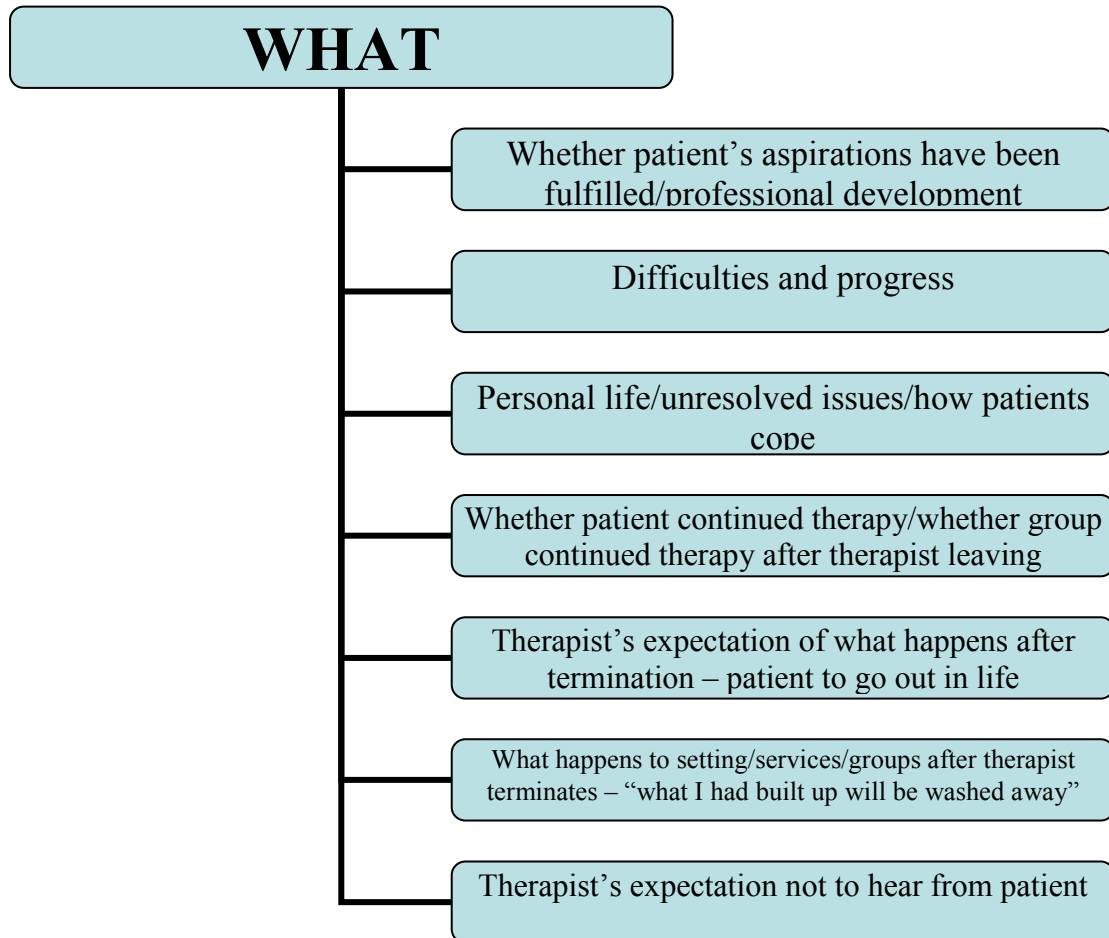 WHAT
Whether patient’s aspirations have been
fulfilled/professional development
Difficulties and progress
Personal life/unresolved issues/how patients
cope
Whether patient continued therapy/whether group
continued therapy after therapist leaving
Therapist’s expectation of what happens after
termination – patient to go out in life
What happens to setting/services/groups after therapist
terminates – “what I had built up will be washed away”
Therapist’s expectation not to hear from patient